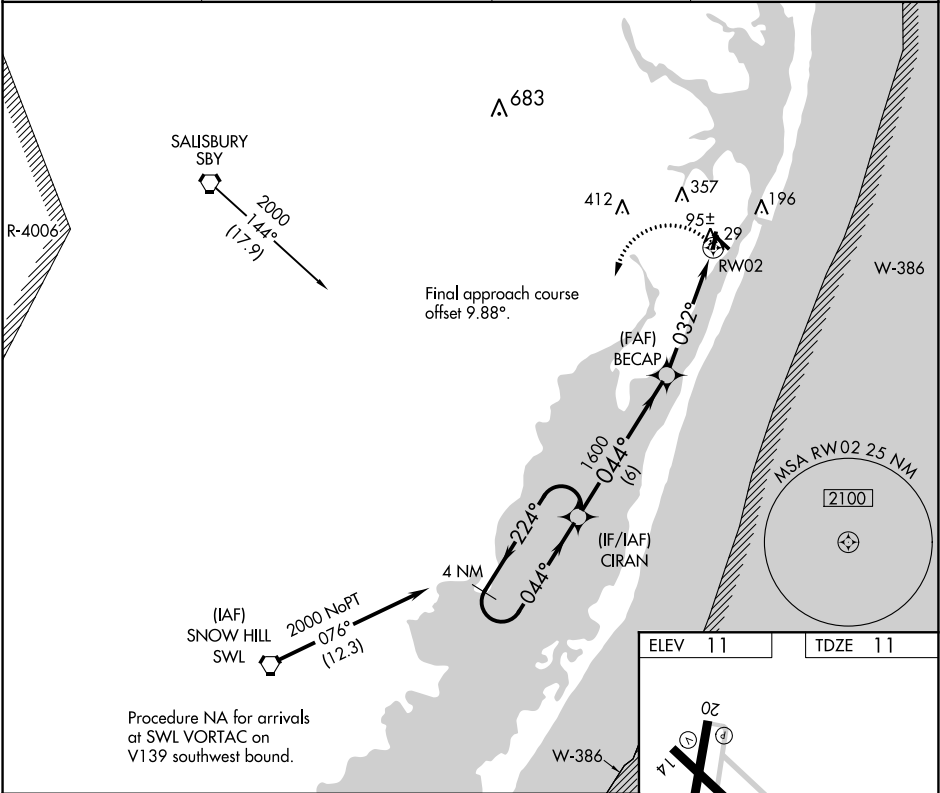 683
SALISBURY
SBY
2000
144°
(17.9)
R-4006
412
357
196
95±
29
RW02
W-386
Final approach course
offset 9.88°.
032°
(FAF)
BECAP
1600
044°
(6)
MSA RW02 25 NM
2100
224°
(IF/IAF)
CIRAN
4 NM
044°
(IAF)
SNOW HILL
SWL
2000 NoPT
076°
(12.3)
Procedure NA for arrivals
at SWL VORTAC on
V139 southwest bound.
W-386
ELEV 11
TDZE 11
20
V
P
14